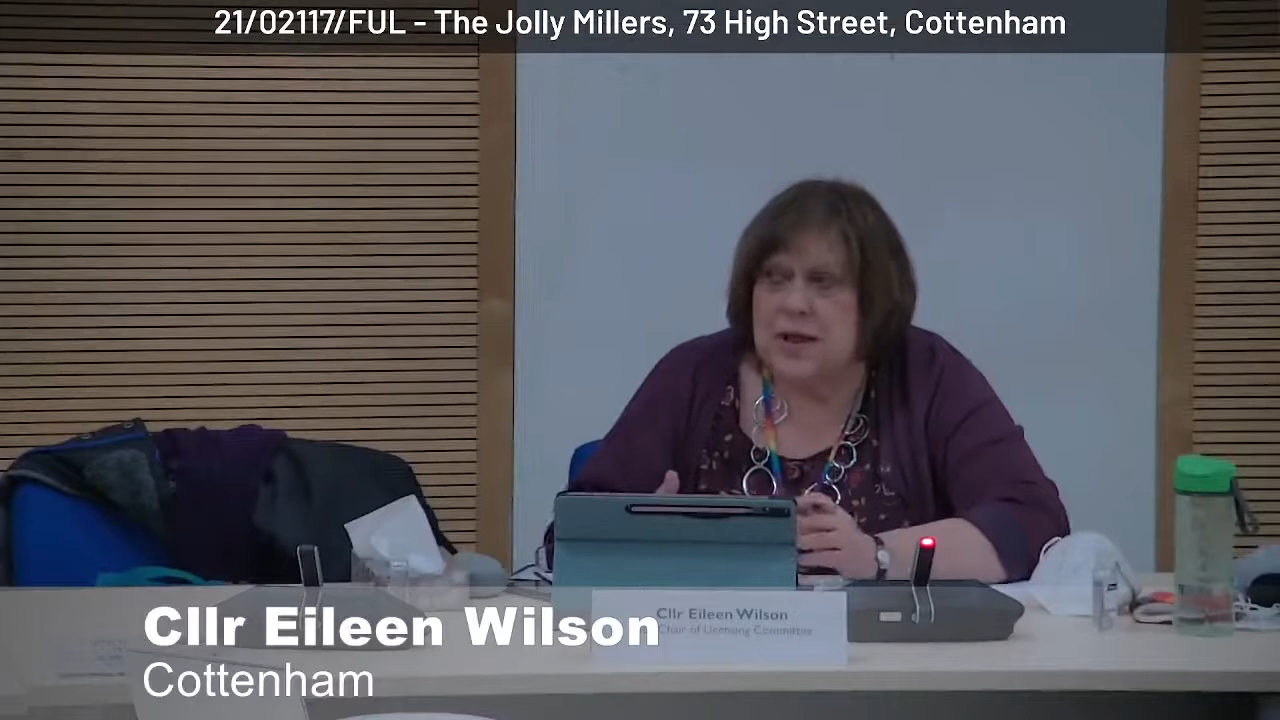 21/02117/FUL - The Jolly Millers, 73 High Street, Cottenham
Cllr Eileen Wilson
Chair of Licensing Committee
Cllr Eileen Wilson
Cottenham